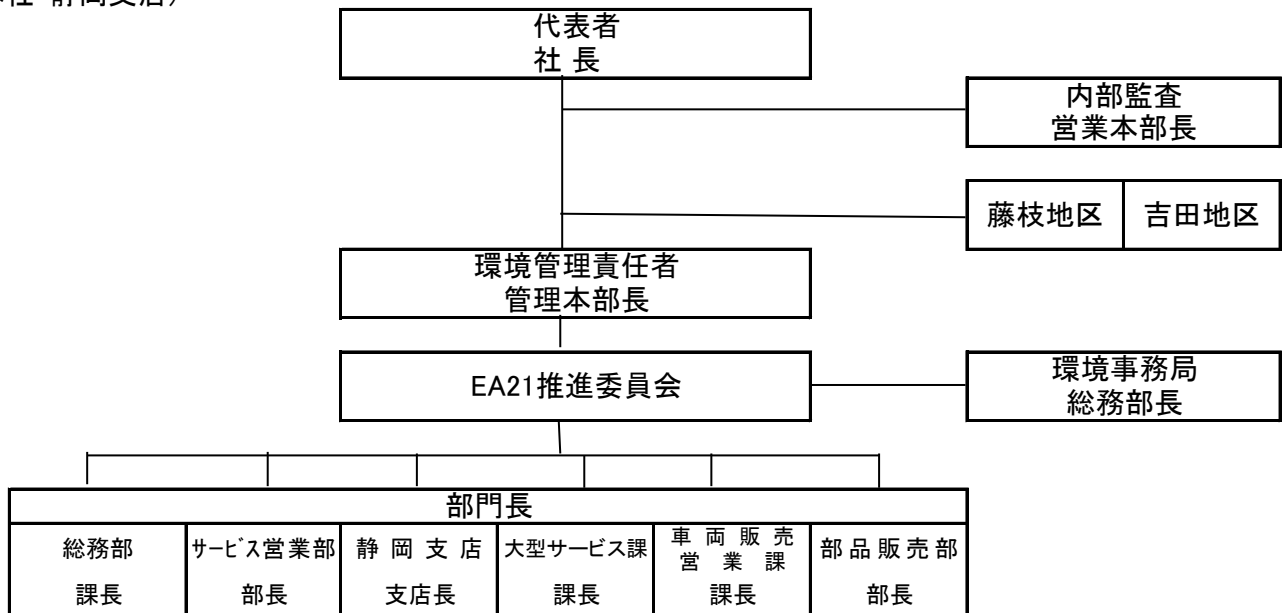 静岡支店)
代表者
社 長
内部監査
営業本部長
藤枝地区 吉田地区
環境管理責任者
管理本部長
EA21推進委員会
環境事務局
総務部長
部門長
総務部
課長
ｻｰﾋﾞｽ営業部
部長
静 岡 支 店
支店長
大型サービス課
課長
車 両 販 売
営 業 課
課長
部品販売部
部長